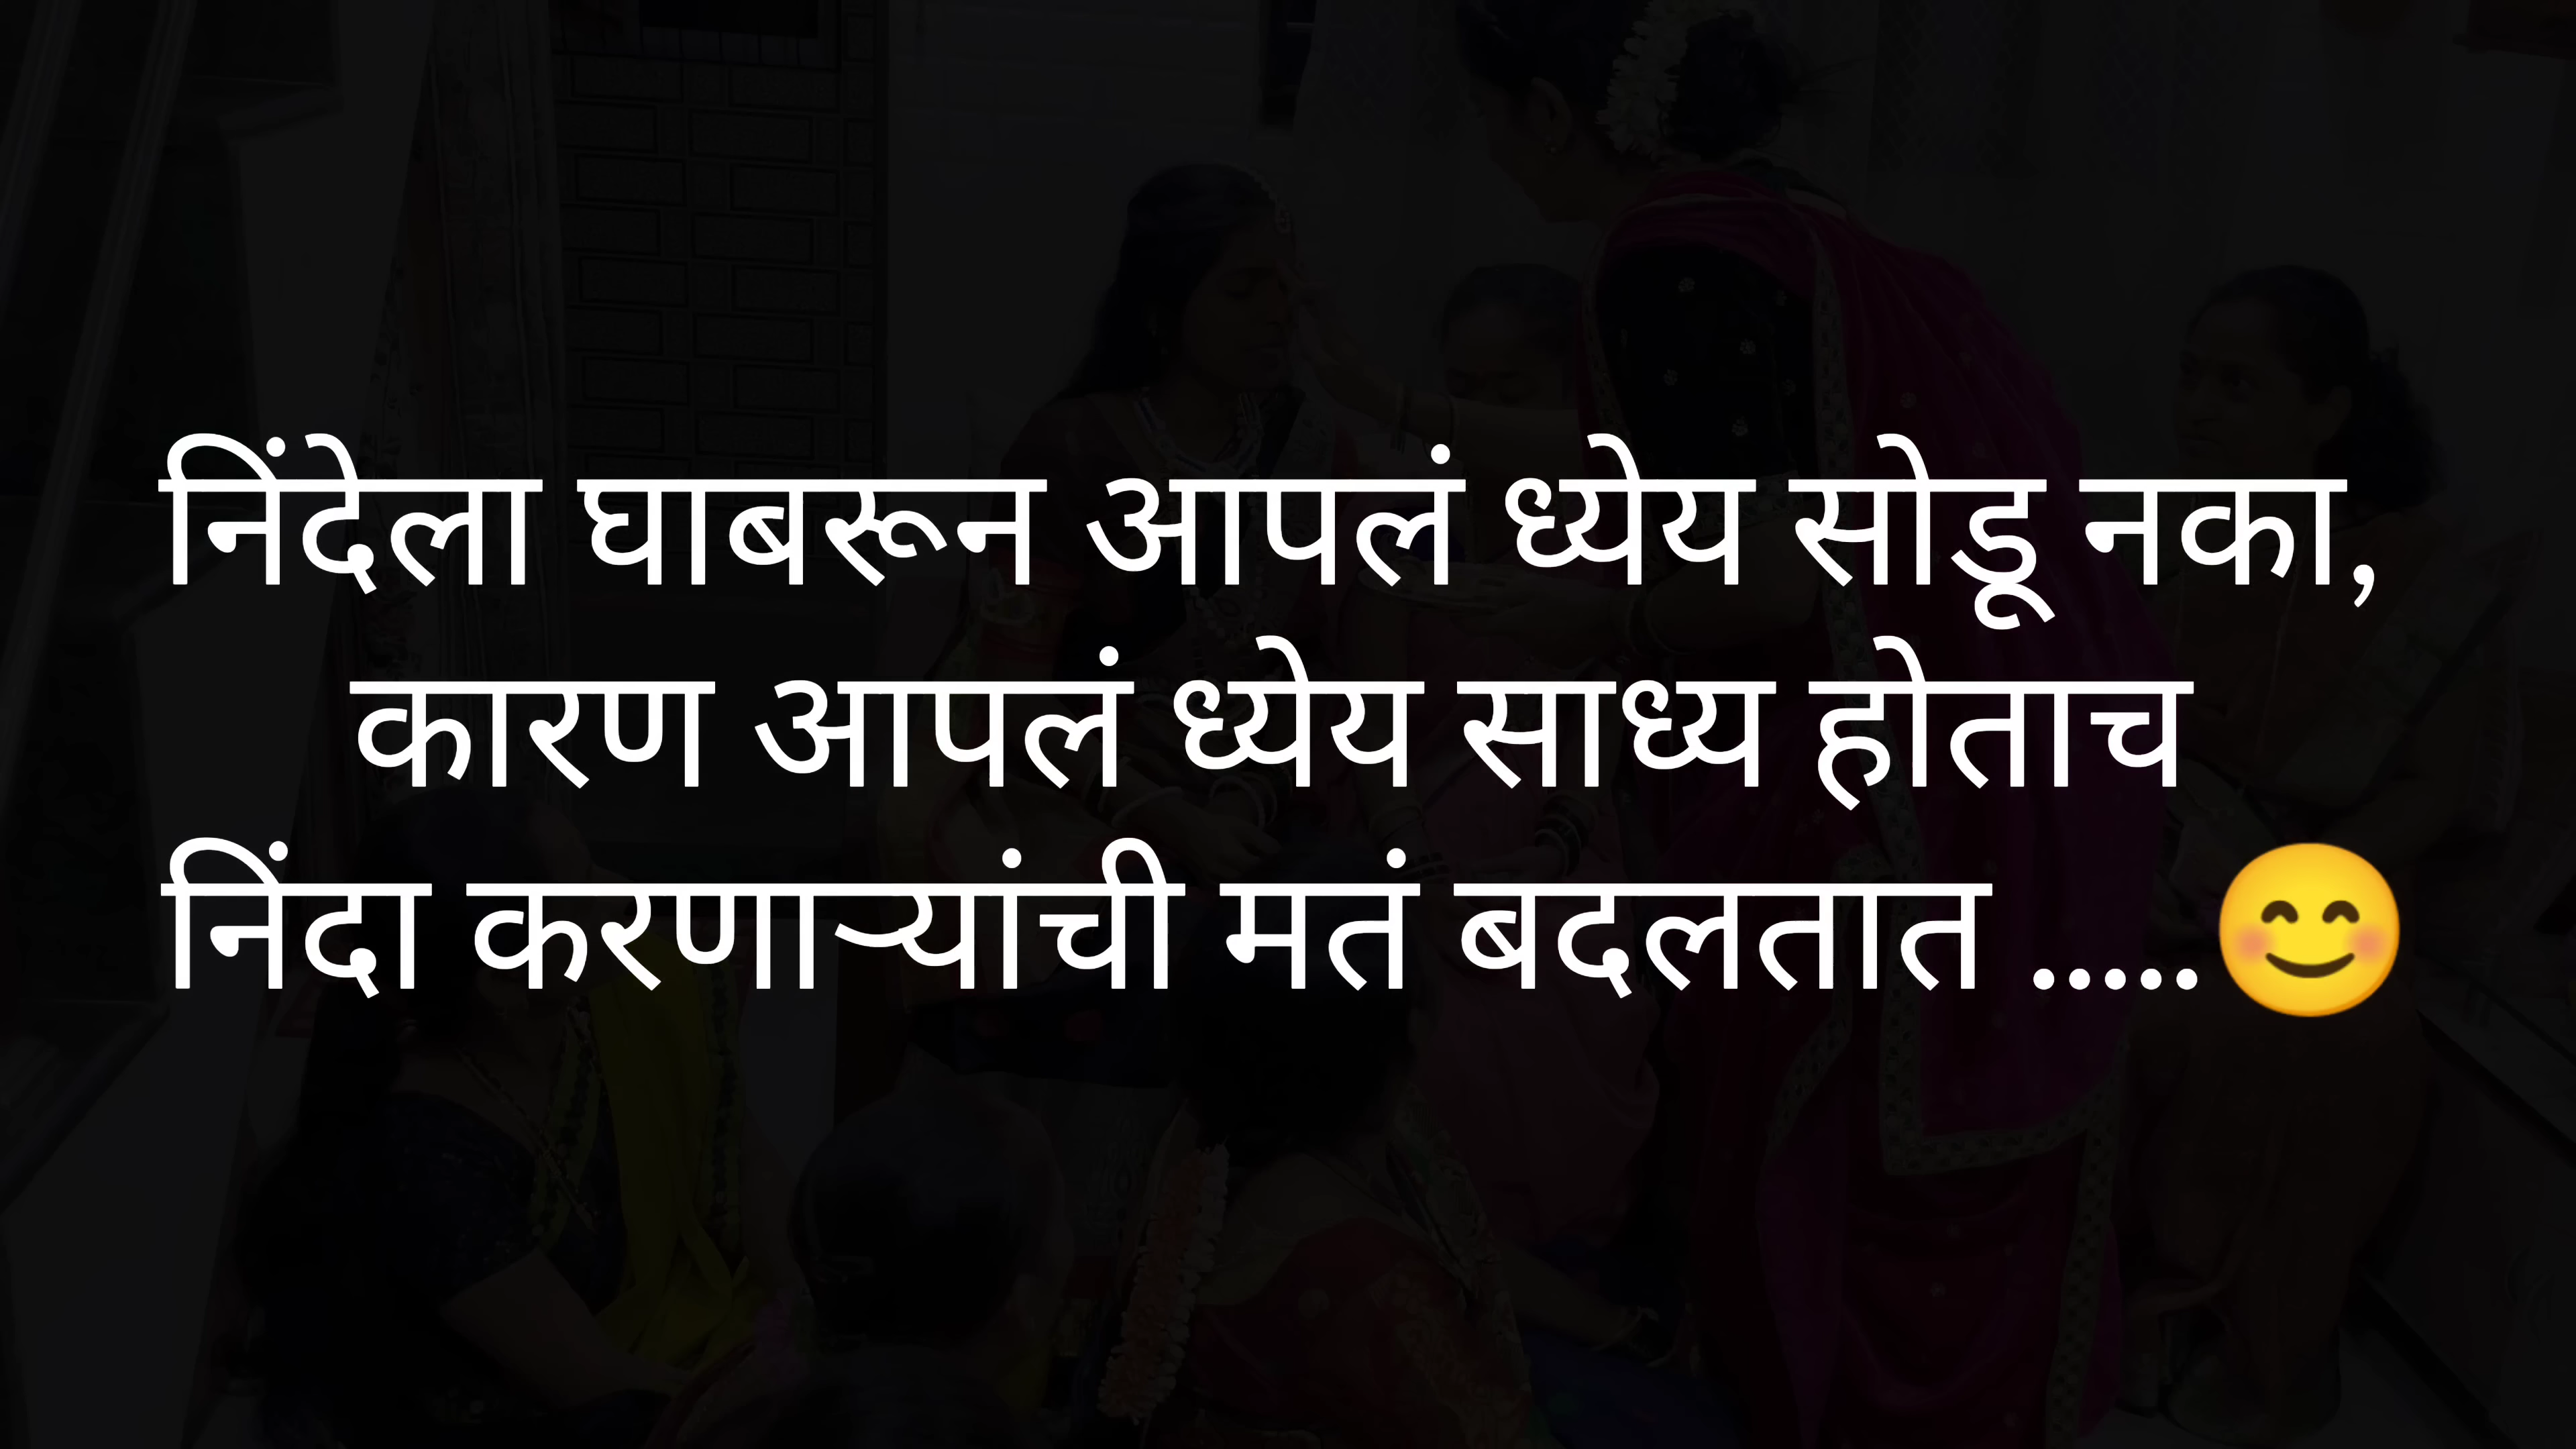 निंदेला घाबरून आपलं ध्येय सोडू नका,
कारण आपलं ध्येय साध्य होताच
निंदा करणाऱ्यांची मतं बदलतात .....😊